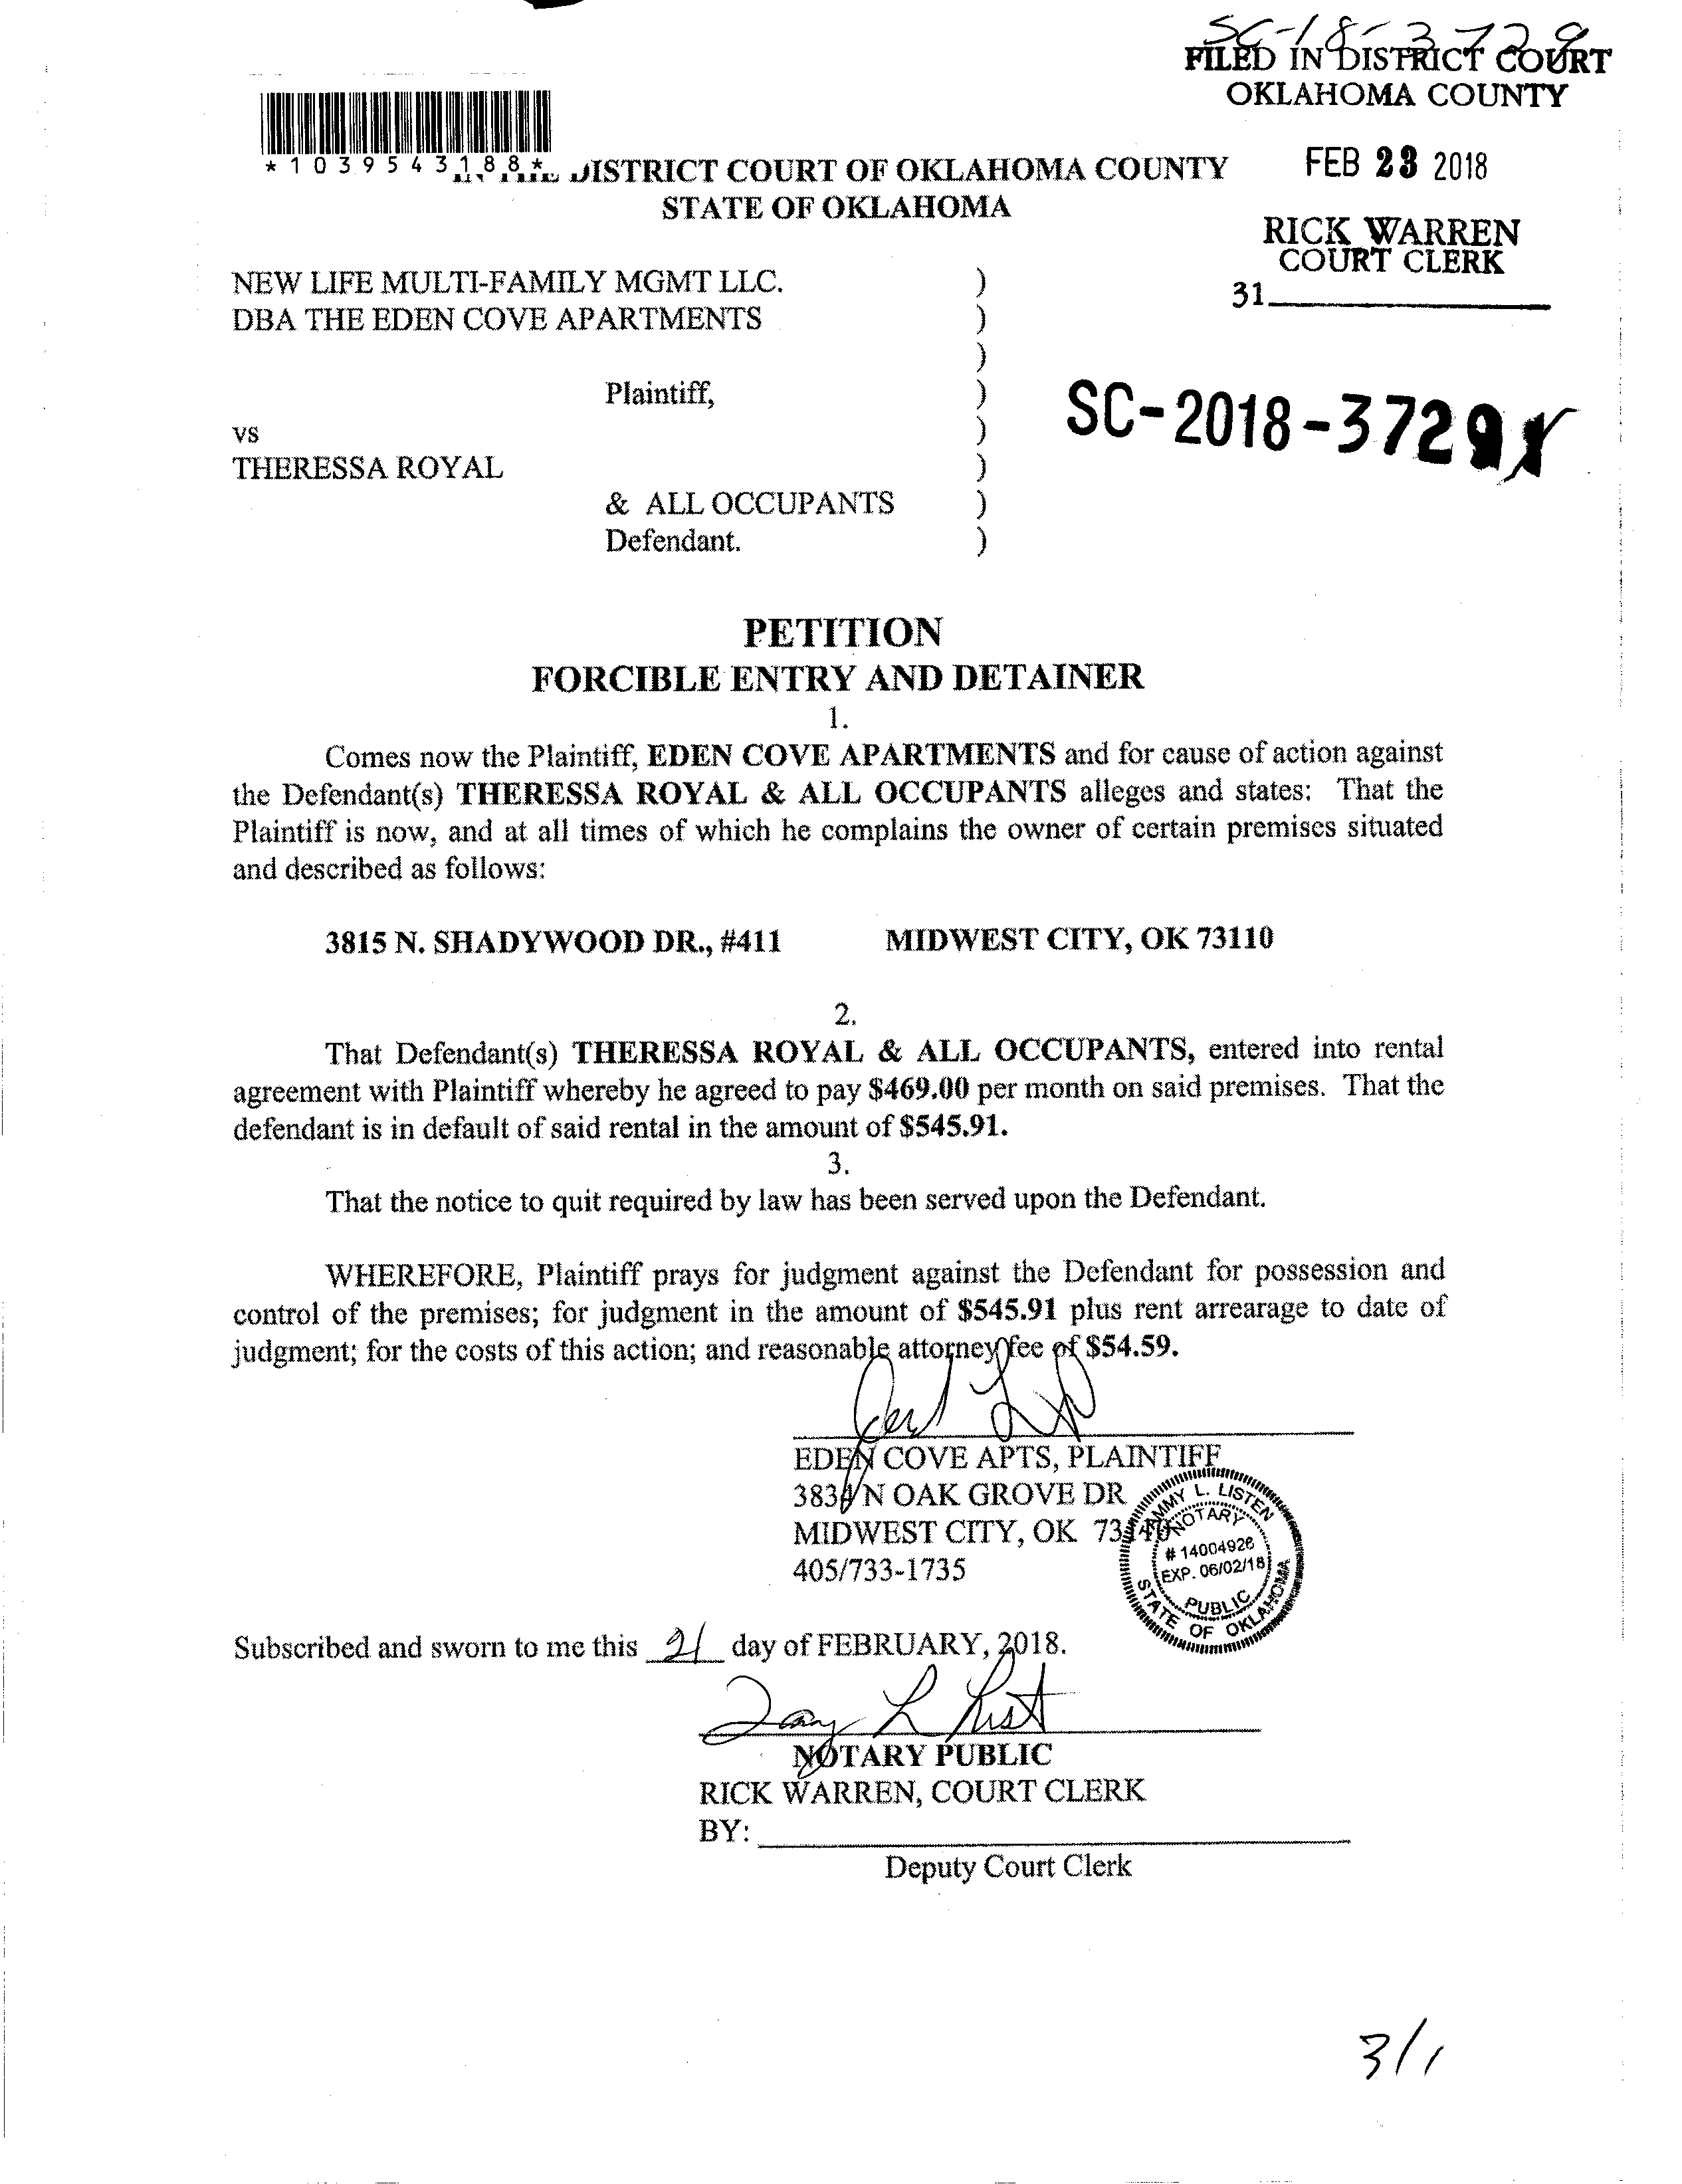 SC-18-3729
FILED IN DISTRICT COURT
OKLAHOMA COUNTY
FEB 23 2018
RICK WARREN
COURT CLERK
31
*1039543188*
DISTRICT COURT OF OKLAHOMA COUNTY
STATE OF OKLAHOMA
NEW LIFE MULTI-FAMILY MGMT LLC. )
DBA THE EDEN COVE APARTMENTS )
)
Plaintiff, )
SC-2018-3729
vs )
THERESSA ROYAL )
& ALL OCCUPANTS )
Defendant. )
PETITION
FORCIBLE ENTRY AND DETAINER
1.
Comes now the Plaintiff, EDEN COVE APARTMENTS and for cause of action against
the Defendant(s) THERESSA ROYAL & ALL OCCUPANTS alleges and states: That the
Plaintiff is now, and at all times of which he complains the owner of certain premises situated
and described as follows:
3815 N. SHADYWOOD DR., #411 MIDWEST CITY, OK 73110
2.
That Defendant(s) THERESSA ROYAL & ALL OCCUPANTS, entered into rental
agreement with Plaintiff whereby he agreed to pay $469.00 per month on said premises. That the
defendant is in default of said rental in the amount of $545.91.
3.
That the notice to quit required by law has been served upon the Defendant.
WHEREFORE, Plaintiff prays for judgment against the Defendant for possession and
control of the premises; for judgment in the amount of $545.91 plus rent arrearage to date of
judgment; for the costs of this action; and reasonable attorney fee of $54.59.
EDEN COVE APTS, PLAINTIFF
N OAK GROVE DR
MIDWEST CITY, OK
405/733-1735
L. LISTEN
NOTARY
# 14004926
EXP. 06/02/18
PUBLIC
STATE OF OKLAHOMA
Subscribed and sworn to me this 21 day of FEBRUARY, 2018.
NOTARY PUBLIC
RICK WARREN, COURT CLERK
BY:
Deputy Court Clerk
3/1